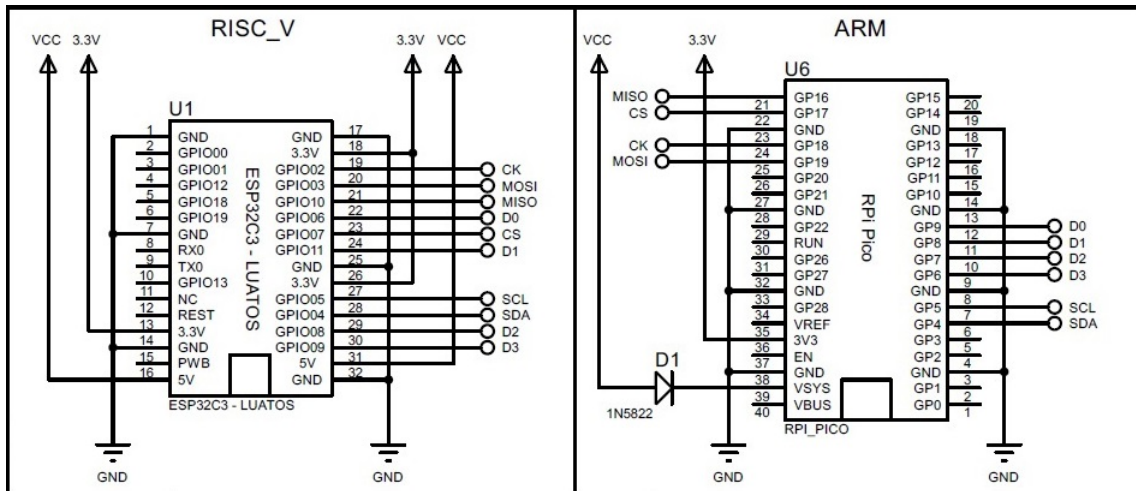 RISC_V
VCC 3.3V 3.3V VCC
U1
1 GND GND 17
2 GPIO00 3.3V 18
3 GPIO01 GPIO02 19 CK
4 GPIO12 GPIO03 20 MOSI
5 GPIO18 GPIO10 21 MISO
6 GPIO19 GPIO06 22 D0
7 GND GPIO07 23 CS
8 RX0 GPIO11 24 D1
9 TX0 GND 25
10 GPIO13 3.3V 26
11 NC GPIO05 27 SCL
12 REST GPIO04 28 SDA
13 3.3V GPIO08 29 D2
14 GND GPIO09 30 D3
15 PWB 5V 31
16 5V GND 32
ESP32C3 - LUATOS
ESP32C3 - LUATOS
GND GND
ARM
VCC 3.3V
U6
MISO 21 GP16 GP15 20
CS 22 GP17 GP14 19
23 GND GND 18
CK 24 GP18 GP13 17
MOSI 25 GP19 GP12 16
26 GP20 GP11 15
27 GP21 GP10 14
28 GND GND 13
29 GP22 GP9 12 D0
30 RUN GP8 11 D1
31 GP26 GP7 10 D2
32 GP27 GP6 9 D3
33 GND GND 8
34 GP28 GP5 7 SCL
35 VREF GP4 6 SDA
36 3V3 GP3 5
37 EN GP2 4
38 GND GND 3
39 VSYS GP1 2
40 VBUS GP0 1
RPi Pico
D1
1N5822
RPI_PICO
GND GND